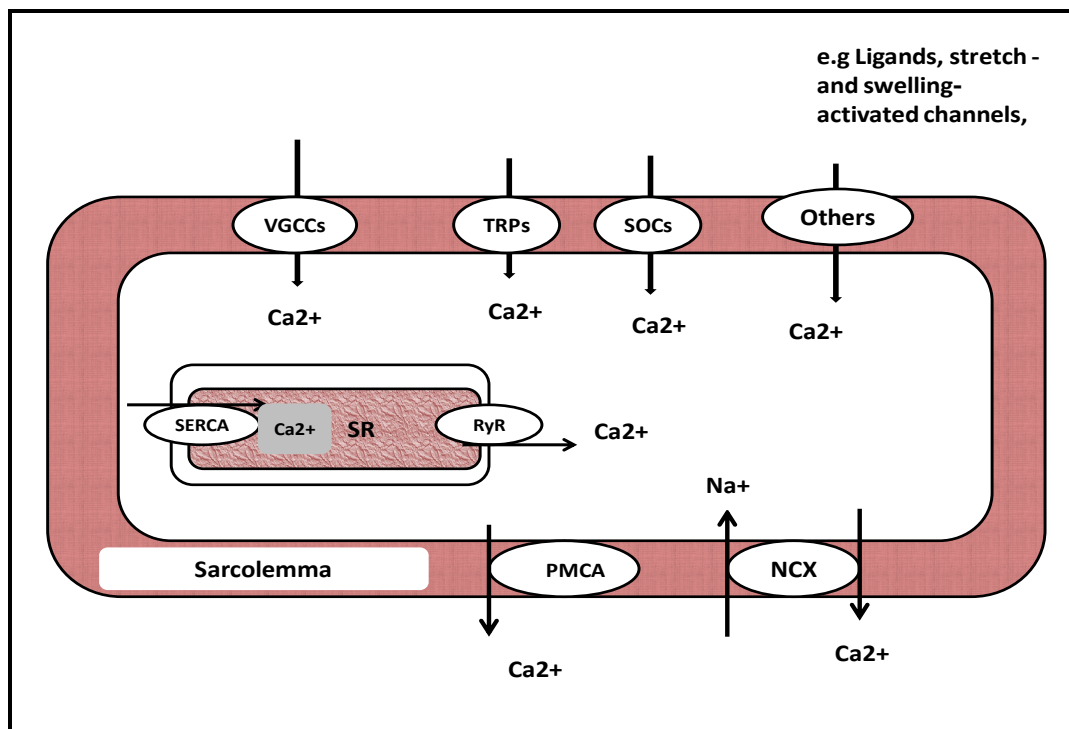 e.g Ligands, stretch -
and swelling-
activated channels,
VGCCs
TRPs
SOCs
Others
Ca2+
Ca2+
Ca2+
Ca2+
SERCA
Ca2+
SR
RyR
Ca2+
Na+
Sarcolemma
PMCA
NCX
Ca2+
Ca2+